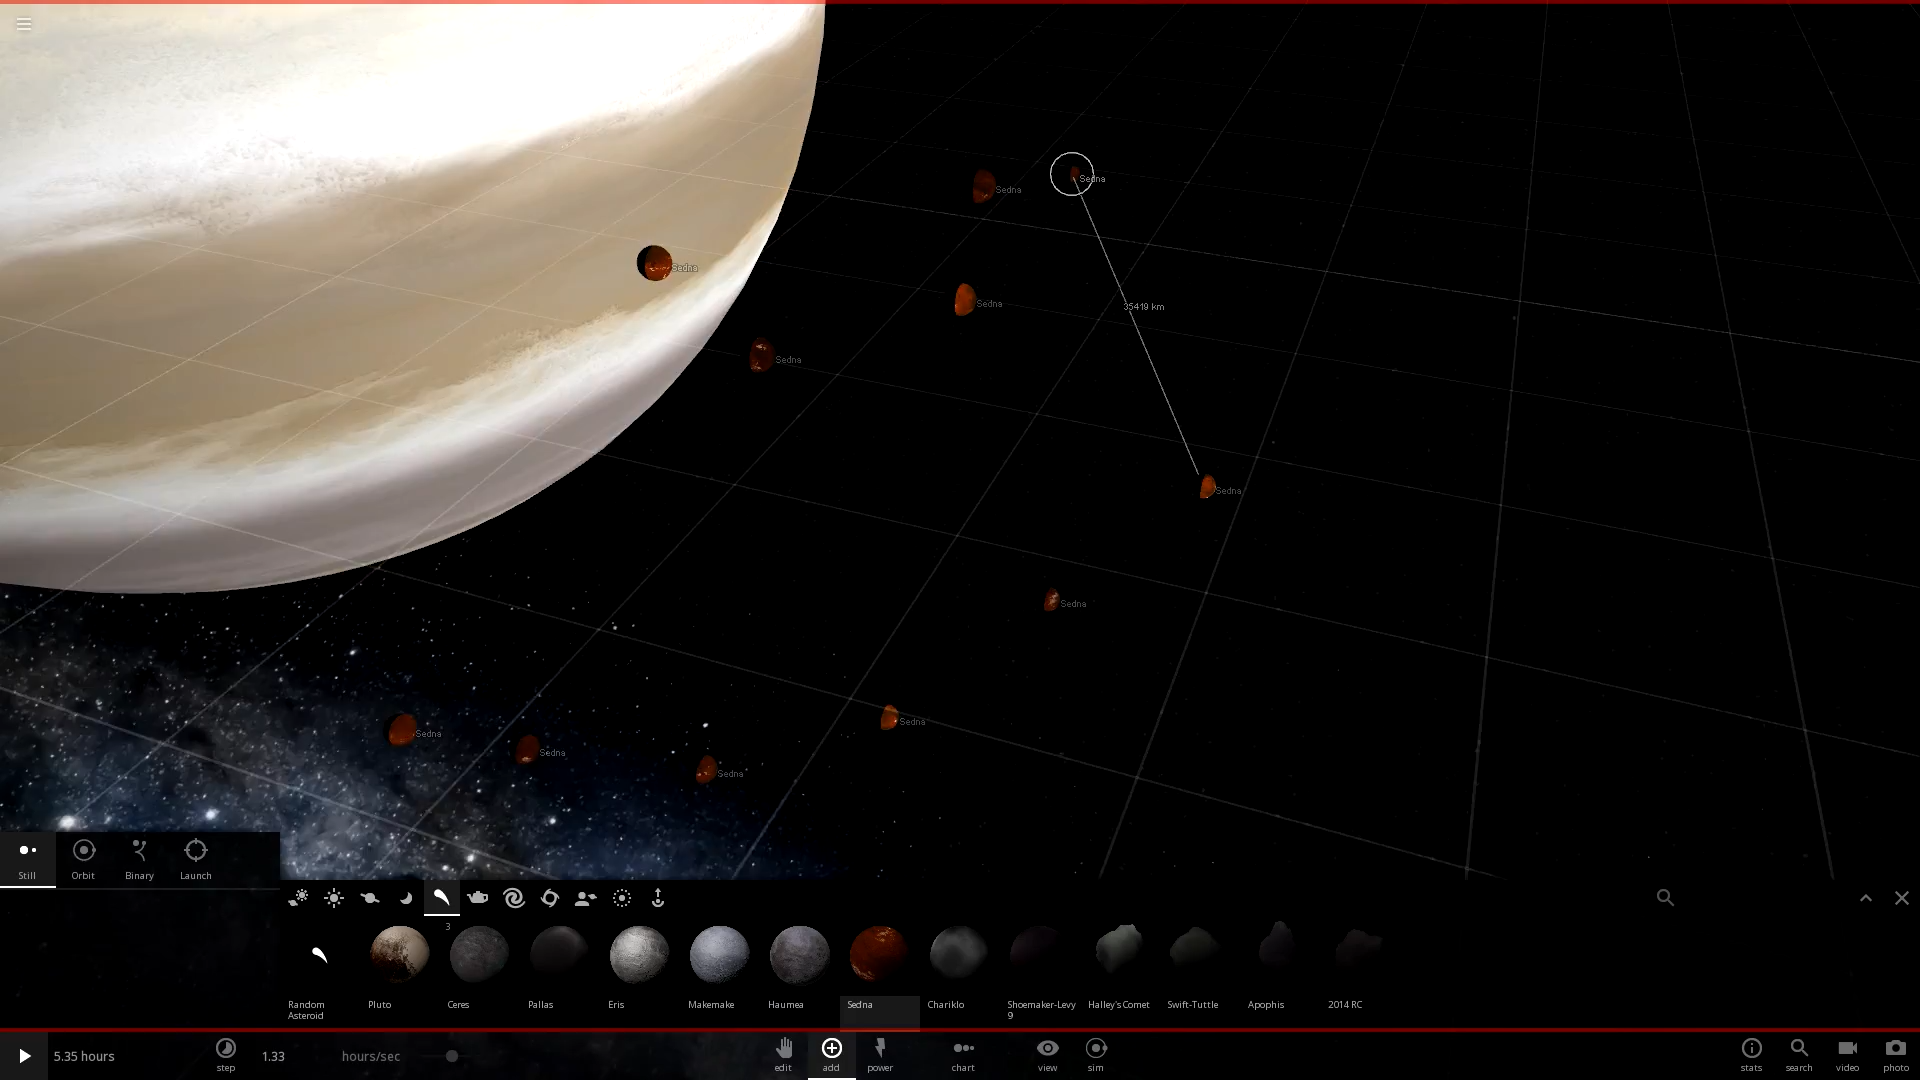 Sedna
Sedna
Sedna
Sedna
35419 km
Sedna
Sedna
Sedna
Sedna
Sedna
Sedna
Sedna
Still
Orbit
Binary
Launch
3
Random Asteroid
Pluto
Ceres
Pallas
Eris
Makemake
Haumea
Sedna
Chariklo
Shoemaker-Levy 9
Halley's Comet
Swift-Tuttle
Apophis
2014 RC
5.35 hours
step
1.33
hours/sec
edit
add
power
chart
view
sim
stats
search
video
photo